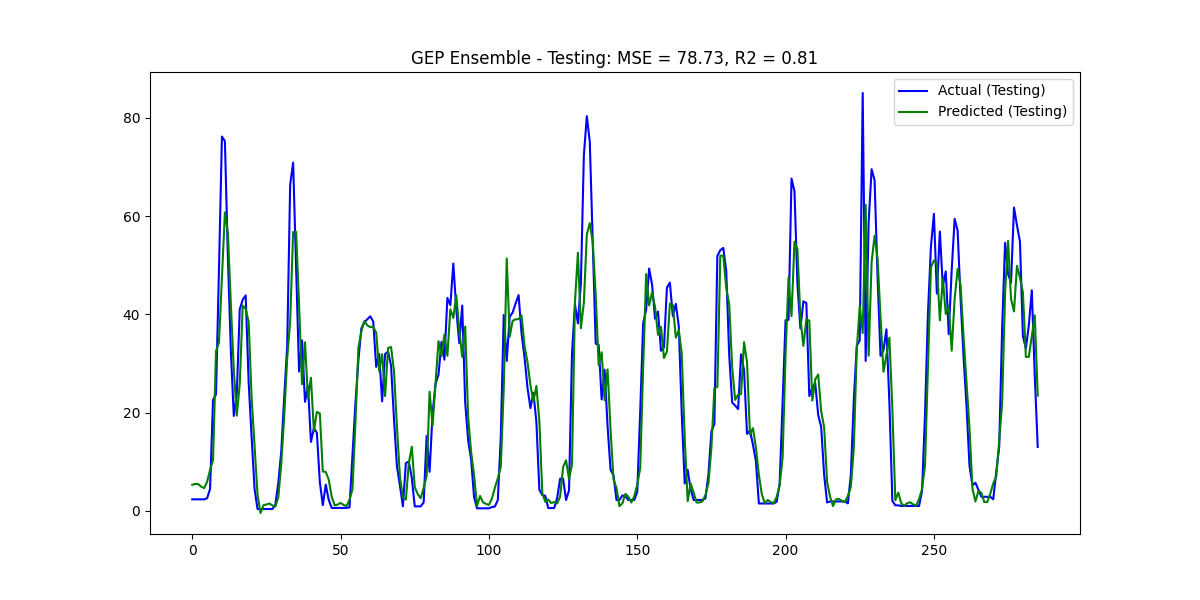 GEP Ensemble - Testing: MSE = 78.73, R2 = 0.81
Actual (Testing)
Predicted (Testing)
80
60
40
20
0
0 50 100 150 200 250